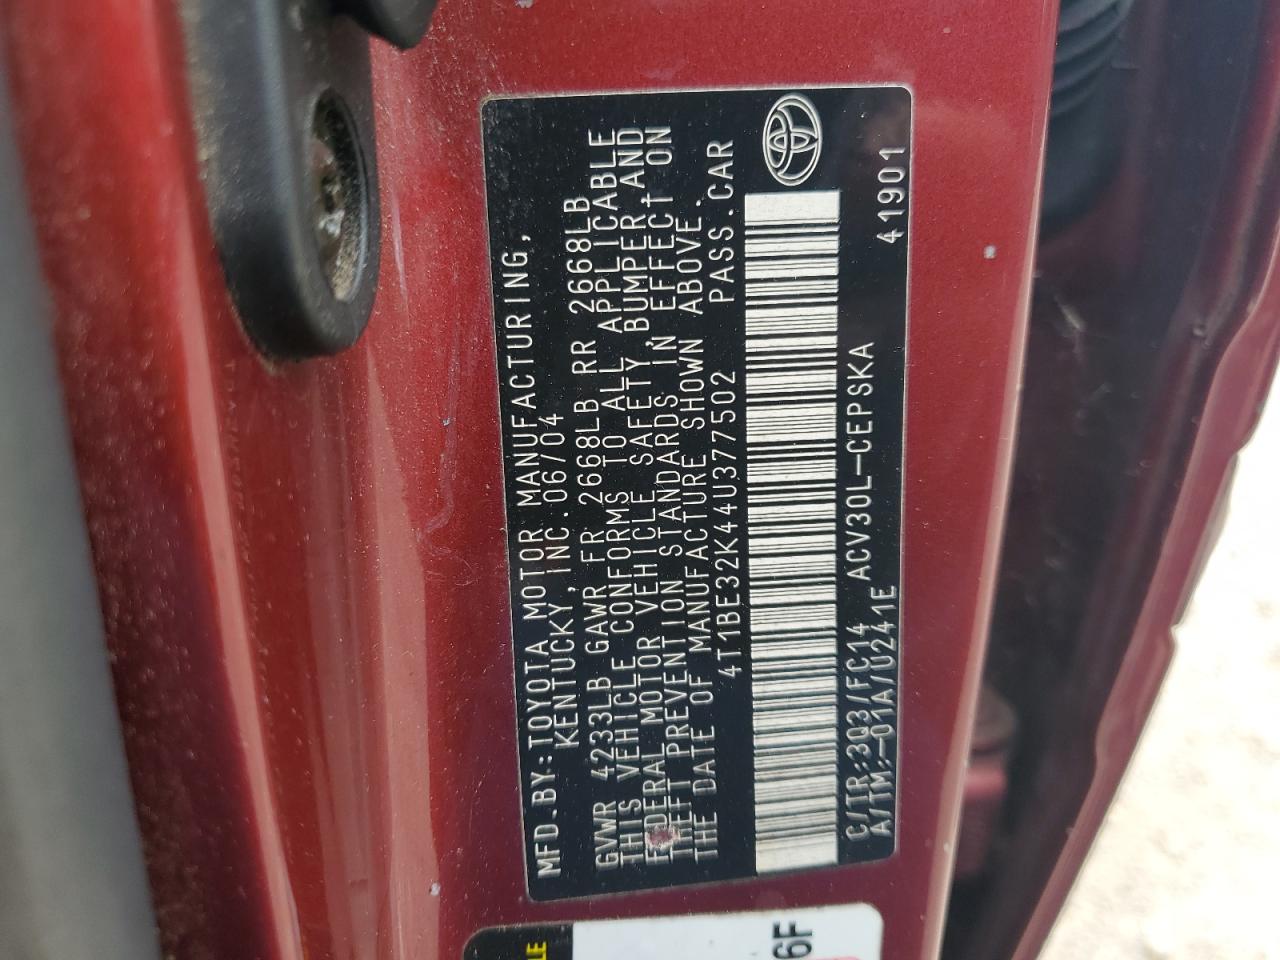 MFD.BY:TOYOTA MOTOR MANUFACTURING,
KENTUCKY, INC. 06/04
GVWR 4233LB GAWR FR 2668LB RR 2668LB
THIS VEHICLE CONFORMS TO ALL APPLICABLE
FEDERAL MOTOR VEHICLE SAFETY, BUMPER, AND
THEFT PREVENTION STANDARDS IN EFFECT ON
THE DATE OF MANUFACTURE SHOWN ABOVE.
4T1BE32K44U377502 PASS.CAR
C/TR:3Q3/FC14 ACV30L-CEPSKA
A/TM:-01A/U241E 41901
6F